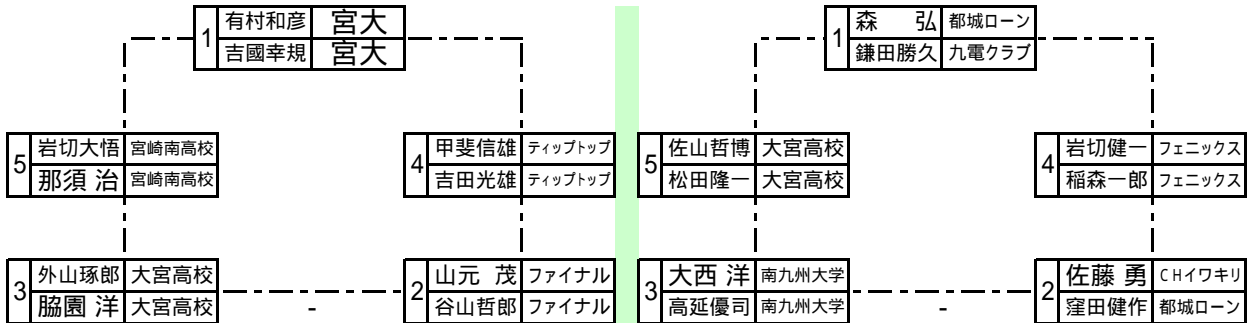 1 有村和彦 宮大
吉國幸規 宮大
1 森 弘 都城ローン
鎌田勝久 九電クラブ
5 岩切大悟 宮崎南高校
那須 治 宮崎南高校
4 甲斐信雄 ティップトップ
吉田光雄 ティップトップ
5 佐山哲博 大宮高校
松田隆一 大宮高校
4 岩切健一 フェニックス
稲森一郎 フェニックス
3 外山琢郎 大宮高校
脇園 洋 大宮高校
-
2 山元 茂 ファイナル
谷山哲郎 ファイナル
3 大西 洋 南九州大学
高延優司 南九州大学
-
2 佐藤 勇 CHイワキリ
窪田健作 都城ローン